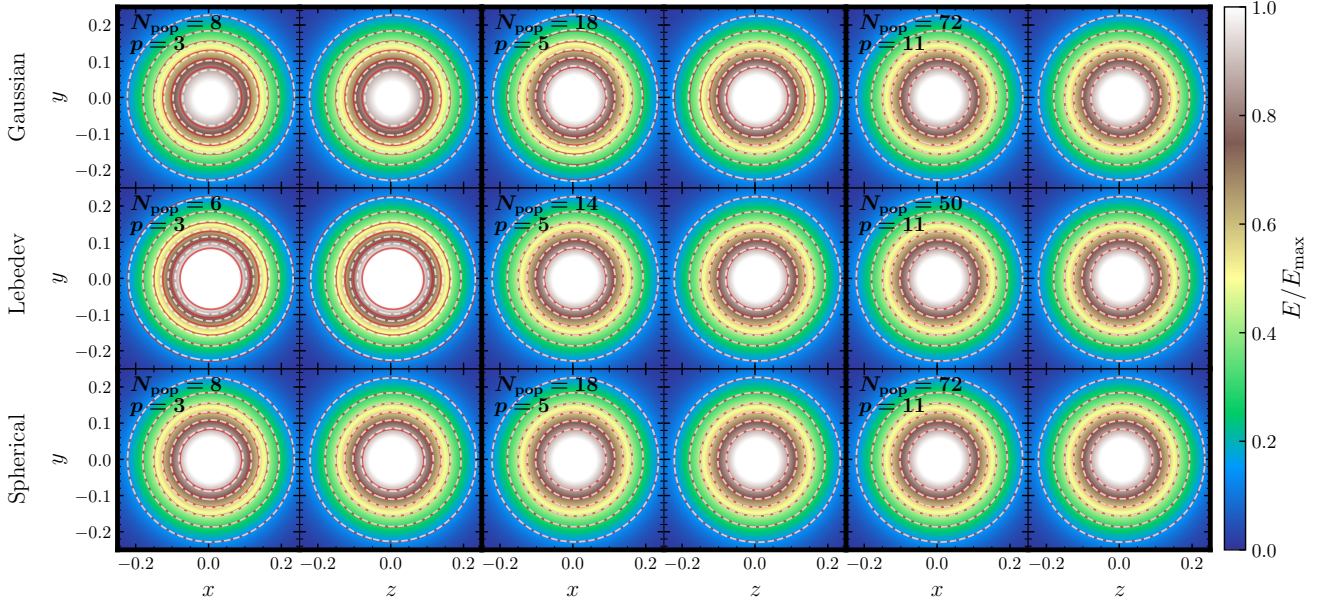 Gaussian
y
0.2
0.1
0.0
−0.1
−0.2
N_pop = 8
p = 3
N_pop = 18
p = 5
N_pop = 72
p = 11
Lebedev
y
0.2
0.1
0.0
−0.1
−0.2
N_pop = 6
p = 3
N_pop = 14
p = 5
N_pop = 50
p = 11
Spherical
y
0.2
0.1
0.0
−0.1
−0.2
N_pop = 8
p = 3
N_pop = 18
p = 5
N_pop = 72
p = 11
−0.2 0.0 0.2
−0.2 0.0 0.2
−0.2 0.0 0.2
−0.2 0.0 0.2
−0.2 0.0 0.2
−0.2 0.0 0.2
x z x z x z
1.0
0.8
0.6
0.4
0.2
0.0
E/E_max